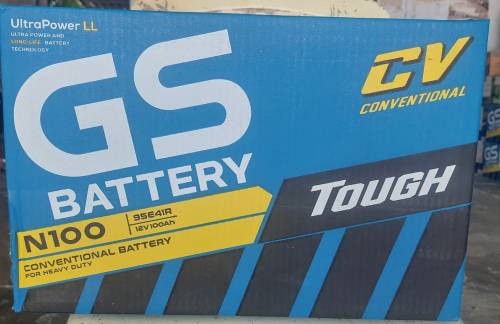 UltraPower LL
ULTRA POWER AND
LONG-LIFE BATTERY
TECHNOLOGY
CV
CONVENTIONAL
GS
BATTERY
TOUGH
N100
95E41R
12V100Ah
CONVENTIONAL BATTERY
FOR HEAVY DUTY